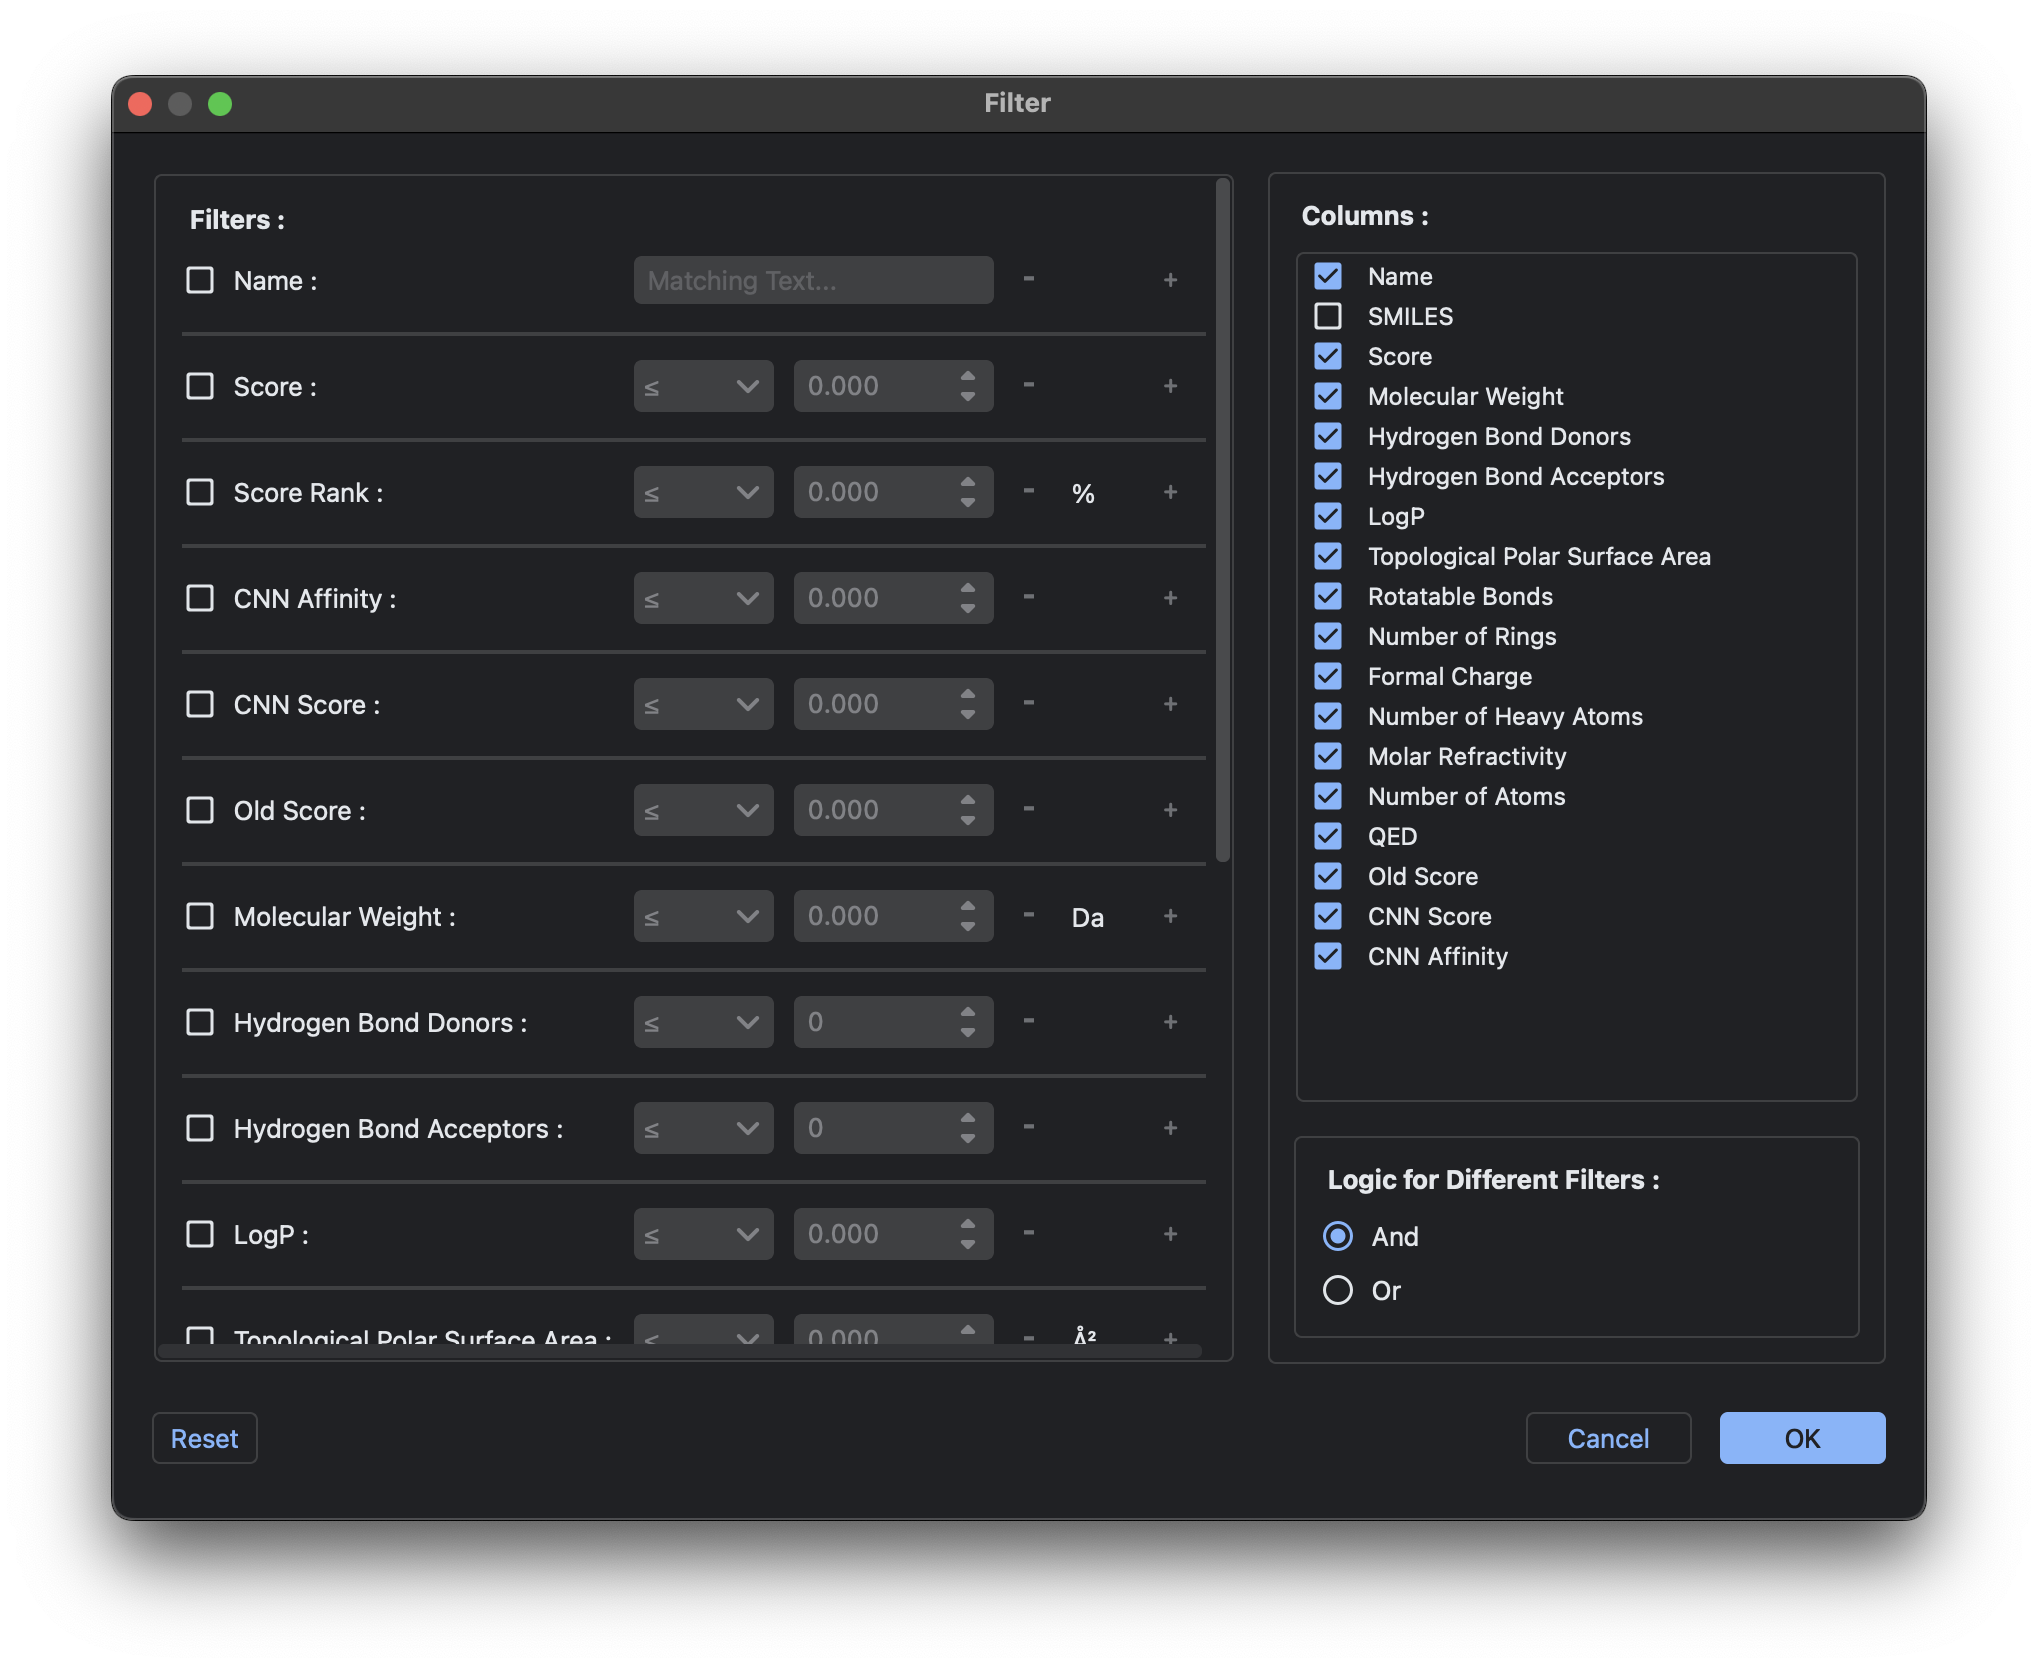 Filter
Filters :
Name : Matching Text... - +
Score : ≤ 0.000 - +
Score Rank : ≤ 0.000 - % +
CNN Affinity : ≤ 0.000 - +
CNN Score : ≤ 0.000 - +
Old Score : ≤ 0.000 - +
Molecular Weight : ≤ 0.000 - Da +
Hydrogen Bond Donors : ≤ 0 - +
Hydrogen Bond Acceptors : ≤ 0 - +
LogP : ≤ 0.000 - +
Topological Polar Surface Area : ≤ 0.000 - Å² +
Columns :
Name
SMILES
Score
Molecular Weight
Hydrogen Bond Donors
Hydrogen Bond Acceptors
LogP
Topological Polar Surface Area
Rotatable Bonds
Number of Rings
Formal Charge
Number of Heavy Atoms
Molar Refractivity
Number of Atoms
QED
Old Score
CNN Score
CNN Affinity
Logic for Different Filters :
And
Or
Reset
Cancel
OK